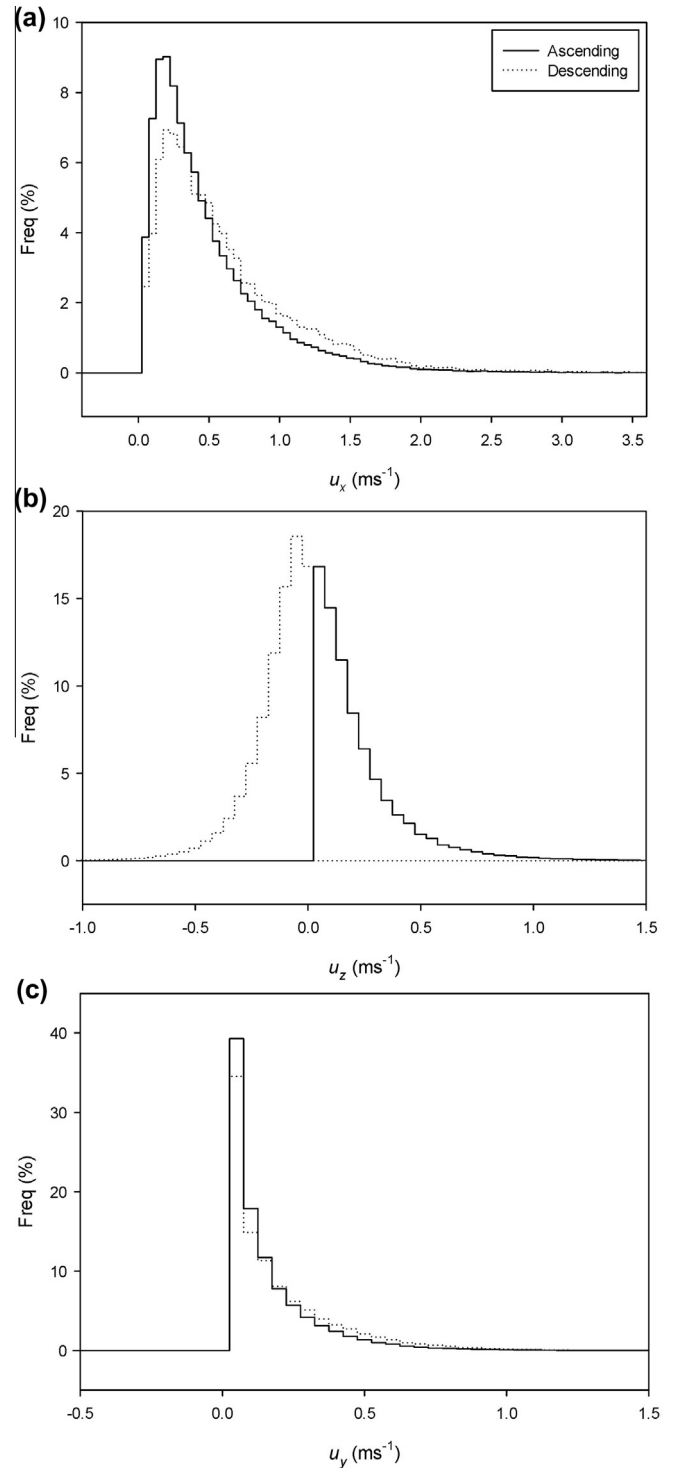 (a)
10
8
6
4
2
0
Freq (%)
Ascending
Descending
0.0 0.5 1.0 1.5 2.0 2.5 3.0 3.5
u_x (ms⁻¹)
(b)
20
15
10
5
0
Freq (%)
-1.0 -0.5 0.0 0.5 1.0 1.5
u_z (ms⁻¹)
(c)
40
30
20
10
0
Freq (%)
-0.5 0.0 0.5 1.0 1.5
u_y (ms⁻¹)